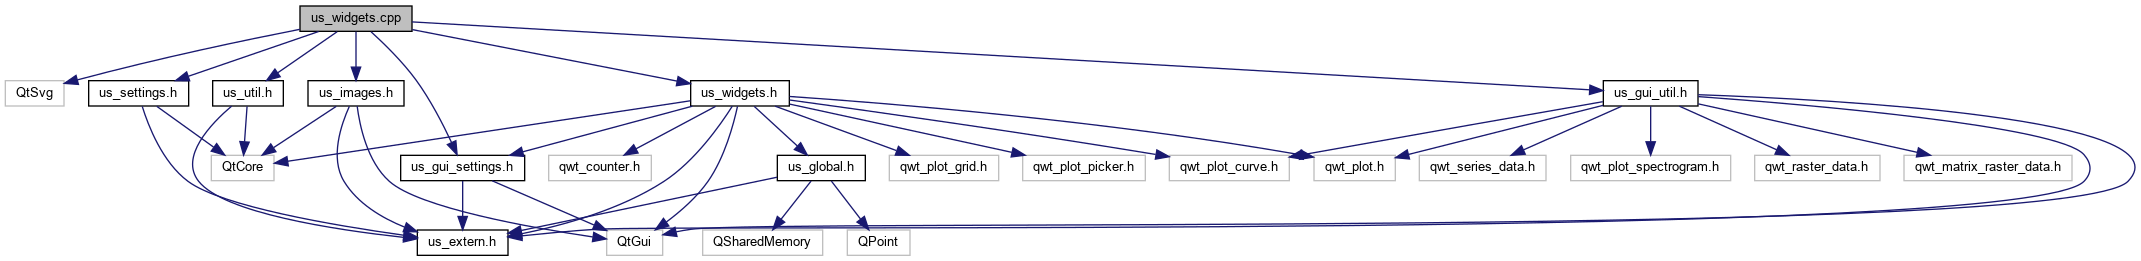 us_widgets.cpp
QtSvg
us_settings.h
us_util.h
us_images.h
us_widgets.h
us_gui_util.h
QtCore
us_gui_settings.h
qwt_counter.h
us_global.h
qwt_plot_grid.h
qwt_plot_picker.h
qwt_plot_curve.h
qwt_plot.h
qwt_series_data.h
qwt_plot_spectrogram.h
qwt_raster_data.h
qwt_matrix_raster_data.h
us_extern.h
QtGui
QSharedMemory
QPoint